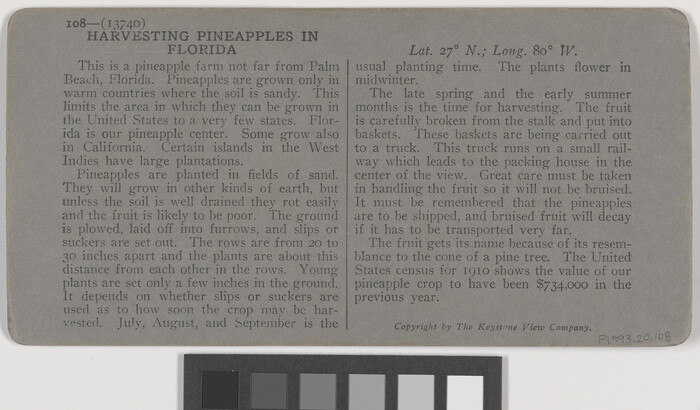 108—(13740)
HARVESTING PINEAPPLES IN
FLORIDA
This is a pineapple farm not far from Palm
Beach, Florida. Pineapples are grown only in
warm countries where the soil is sandy. This
limits the area in which they can be grown in
the United States to a very few states. Flor-
ida is our pineapple center. Some grow also
in California. Certain islands in the West
Indies have large plantations.
Pineapples are planted in fields of sand.
They will grow in other kinds of earth, but
unless the soil is well drained they rot easily
and the fruit is likely to be poor. The ground
is plowed, laid off into furrows, and slips or
suckers are set out. The rows are from 20 to
30 inches apart and the plants are about this
distance from each other in the rows. Young
plants are set only a few inches in the ground.
It depends on whether slips or suckers are
used as to how soon the crop may be har-
vested. July, August, and September is the
Lat. 27° N.; Long. 80° W.
usual planting time. The plants flower in
midwinter.
The late spring and the early summer
months is the time for harvesting. The fruit
is carefully broken from the stalk and put into
baskets. These baskets are being carried out
to a truck. This truck runs on a small rail-
way which leads to the packing house in the
center of the view. Great care must be taken
in handling the fruit so it will not be bruised.
It must be remembered that the pineapples
are to be shipped, and bruised fruit will decay
if it has to be transported very far.
The fruit gets its name because of its resem-
blance to the cone of a pine tree. The United
States census for 1910 shows the value of our
pineapple crop to have been $734,000 in the
previous year.
Copyright by The Keystone View Company.
P1993.20.108